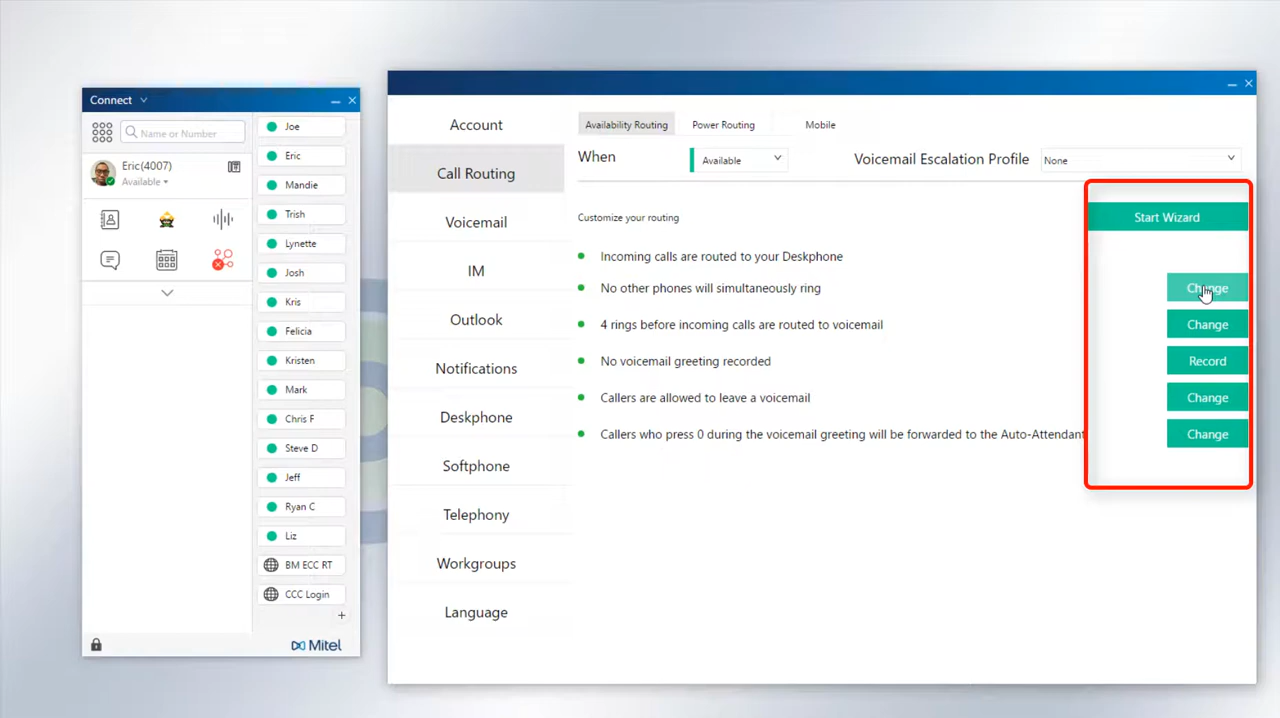 Connect
Name or Number
Eric(4007)
Available
Joe
Eric
Mandie
Trish
Lynette
Josh
Kris
Felicia
Kristen
Mark
Chris F
Steve D
Jeff
Ryan C
Liz
BM ECC RT
CCC Login
+
Mitel
Account
Call Routing
Voicemail
IM
Outlook
Notifications
Deskphone
Softphone
Telephony
Workgroups
Language
Availability Routing Power Routing Mobile
When Available Voicemail Escalation Profile None
Customize your routing Start Wizard
Incoming calls are routed to your Deskphone
No other phones will simultaneously ring Change
4 rings before incoming calls are routed to voicemail Change
No voicemail greeting recorded Record
Callers are allowed to leave a voicemail Change
Callers who press 0 during the voicemail greeting will be forwarded to the Auto-Attendant Change